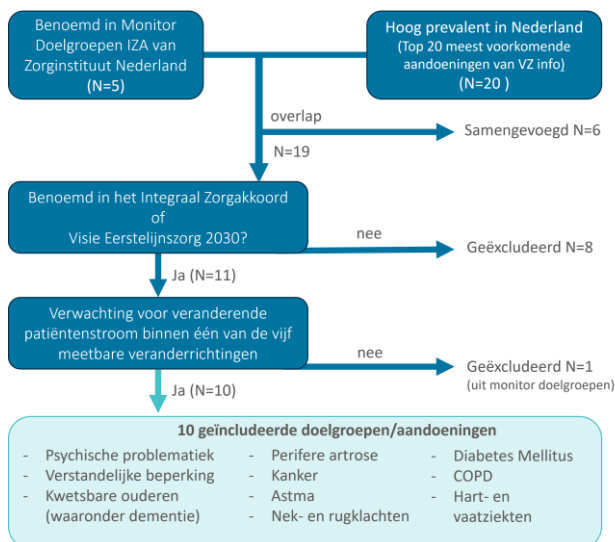 Benoemd in Monitor
Doelgroepen IZA van
Zorginstituut Nederland
(N=5)
Hoog prevalent in Nederland
(Top 20 meest voorkomende
aandoeningen van VZ info)
(N=20 )
overlap
Samengevoegd N=6
N=19
Benoemd in het Integraal Zorgakkoord
of
Visie Eerstelijnszorg 2030?
nee
Geëxcludeerd N=8
Ja (N=11)
Verwachting voor veranderende
patiëntenstroom binnen één van de vijf
meetbare veranderrichtingen
nee
Geëxcludeerd N=1
(uit monitor doelgroepen)
Ja (N=10)
10 geïncludeerde doelgroepen/aandoeningen
- Psychische problematiek
- Verstandelijke beperking
- Kwetsbare ouderen
(waaronder dementie)
- Perifere artrose
- Kanker
- Astma
- Nek- en rugklachten
- Diabetes Mellitus
- COPD
- Hart- en
vaatziekten